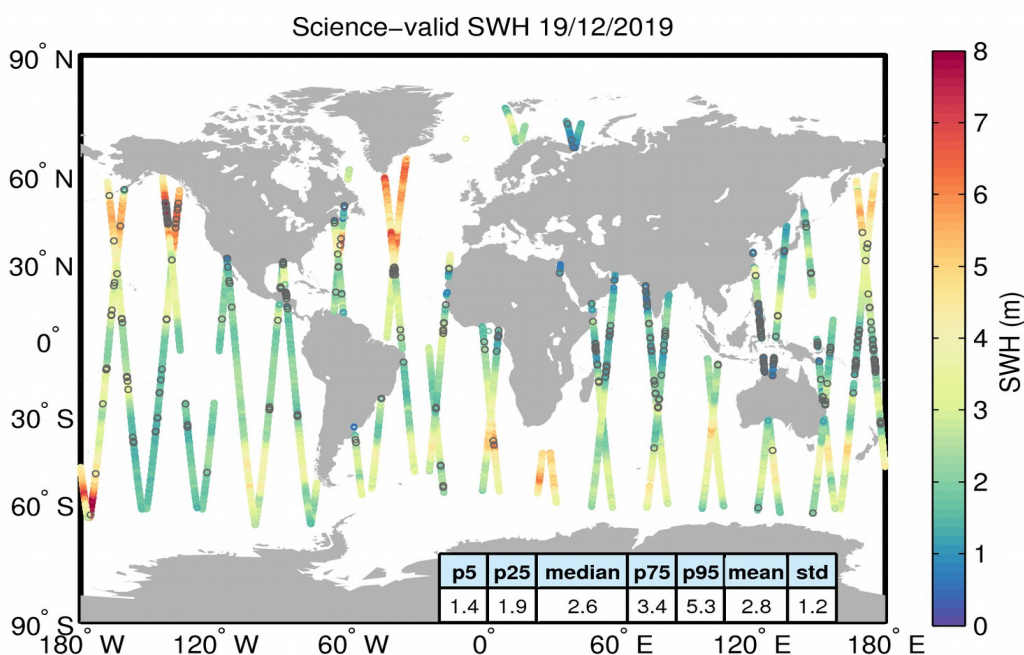 Science−valid SWH 19/12/2019
90° N
60° N
30° N
0°
30° S
60° S
90° S
180° W
120° W
60° W
0°
60° E
120° E
180° E
p5 p25 median p75 p95 mean std
1.4 1.9 2.6 3.4 5.3 2.8 1.2
8
7
6
5
4
3
2
1
0
SWH (m)